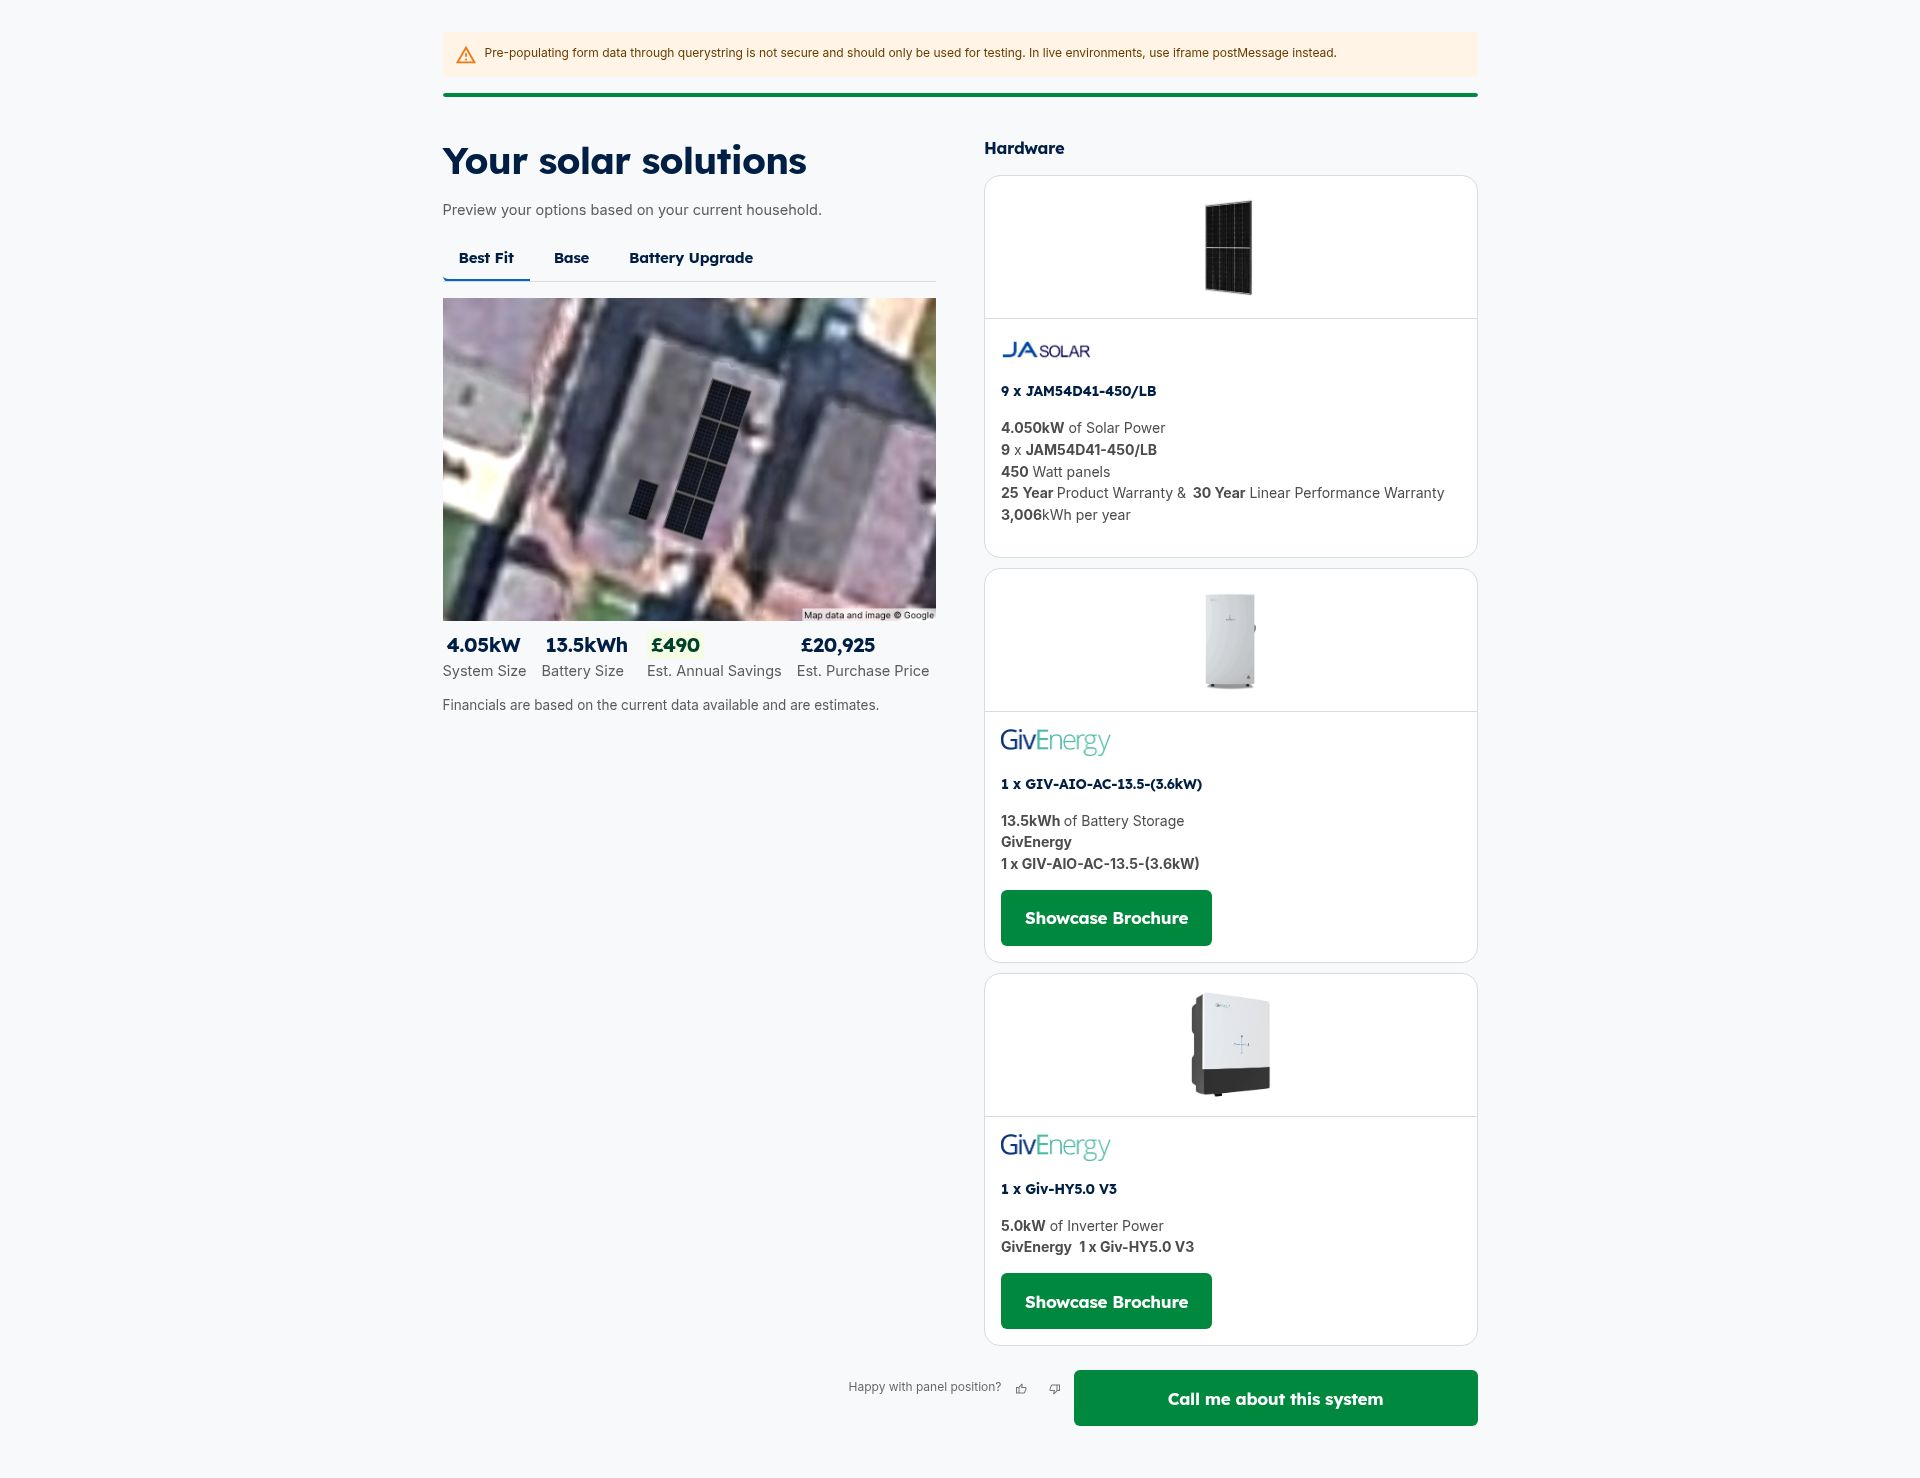 Pre-populating form data through querystring is not secure and should only be used for testing. In live environments, use iframe postMessage instead.
Your solar solutions
Preview your options based on your current household.
Best Fit
Base
Battery Upgrade
Map data and image © Google
4.05kW
System Size
13.5kWh
Battery Size
£490
Est. Annual Savings
£20,925
Est. Purchase Price
Financials are based on the current data available and are estimates.
Hardware
JA SOLAR
9 x JAM54D41-450/LB
4.050kW of Solar Power
9 x JAM54D41-450/LB
450 Watt panels
25 Year Product Warranty & 30 Year Linear Performance Warranty
3,006kWh per year
GivEnergy
1 x GIV-AIO-AC-13.5-(3.6kW)
13.5kWh of Battery Storage
GivEnergy
1 x GIV-AIO-AC-13.5-(3.6kW)
Showcase Brochure
GivEnergy
1 x Giv-HY5.0 V3
5.0kW of Inverter Power
GivEnergy 1 x Giv-HY5.0 V3
Showcase Brochure
Happy with panel position?
Call me about this system